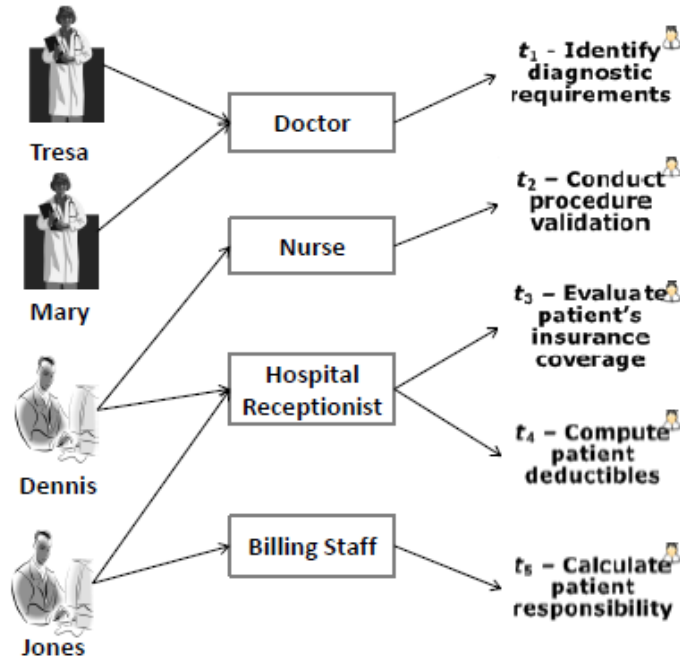 Tresa
Mary
Dennis
Jones
Doctor
Nurse
Hospital
Receptionist
Billing Staff
t₁ - Identify
diagnostic
requirements
t₂ – Conduct
procedure
validation
t₃ – Evaluate
patient's
insurance
coverage
t₄ – Compute
patient
deductibles
t₅ – Calculate
patient
responsibility